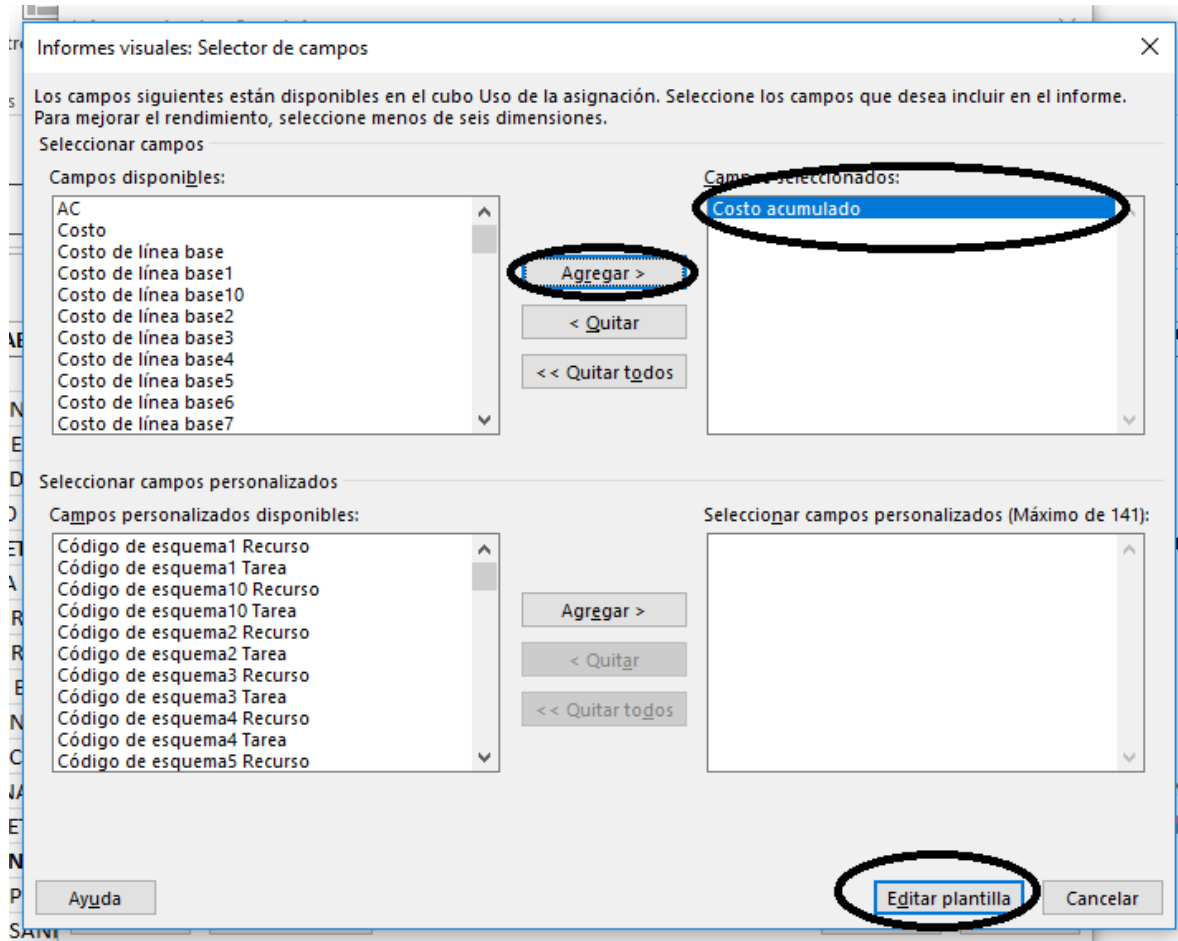 Informes visuales: Selector de campos
Los campos siguientes están disponibles en el cubo Uso de la asignación. Seleccione los campos que desea incluir en el informe.
Para mejorar el rendimiento, seleccione menos de seis dimensiones.
Seleccionar campos
Campos disponibles:
Campos seleccionados:
AC
Costo
Costo de línea base
Costo de línea base1
Costo de línea base10
Costo de línea base2
Costo de línea base3
Costo de línea base4
Costo de línea base5
Costo de línea base6
Costo de línea base7
Agregar >
< Quitar
<< Quitar todos
Costo acumulado
Seleccionar campos personalizados
Campos personalizados disponibles:
Seleccionar campos personalizados (Máximo de 141):
Código de esquema1 Recurso
Código de esquema1 Tarea
Código de esquema10 Recurso
Código de esquema10 Tarea
Código de esquema2 Recurso
Código de esquema2 Tarea
Código de esquema3 Recurso
Código de esquema3 Tarea
Código de esquema4 Recurso
Código de esquema4 Tarea
Código de esquema5 Recurso
Agregar >
< Quitar
<< Quitar todos
Ayuda
Editar plantilla
Cancelar